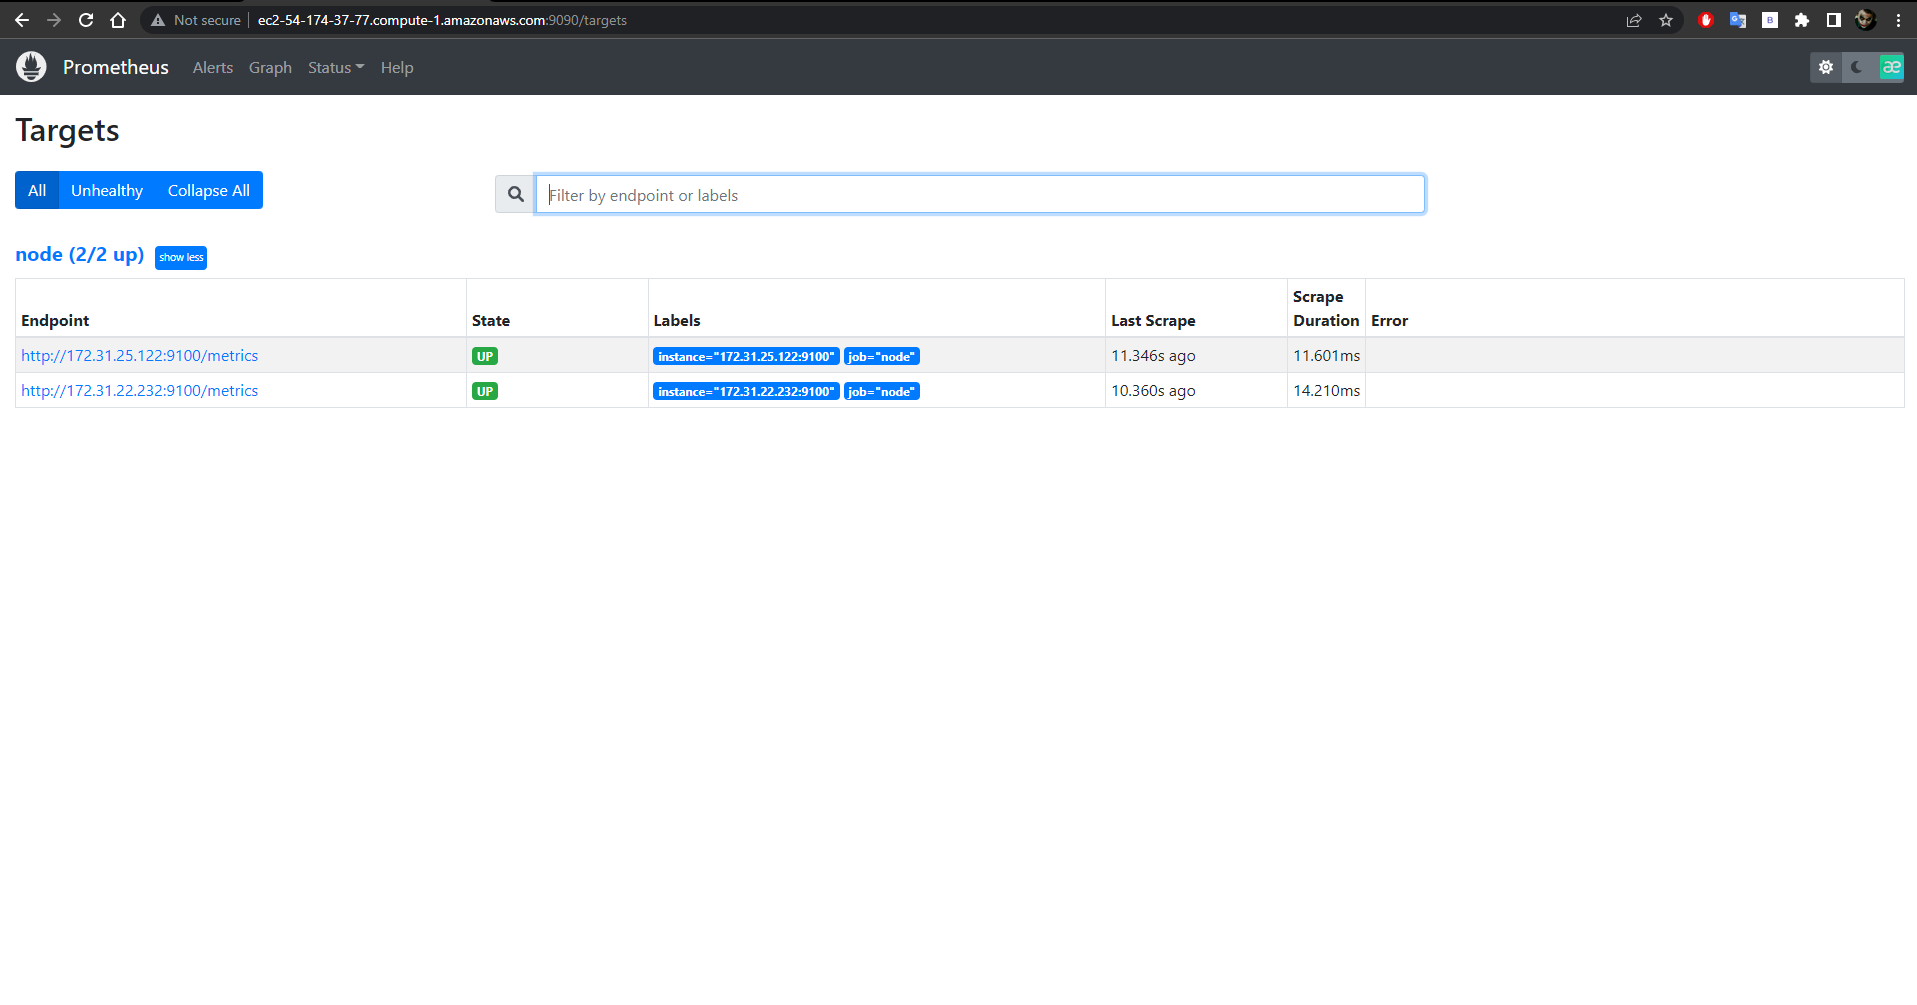 Not secure | ec2-54-174-37-77.compute-1.amazonaws.com:9090/targets
Prometheus Alerts Graph Status Help æ
Targets
All Unhealthy Collapse All Filter by endpoint or labels
node (2/2 up) show less
Endpoint State Labels Last Scrape Scrape Duration Error
http://172.31.25.122:9100/metrics UP instance="172.31.25.122:9100" job="node" 11.346s ago 11.601ms
http://172.31.22.232:9100/metrics UP instance="172.31.22.232:9100" job="node" 10.360s ago 14.210ms